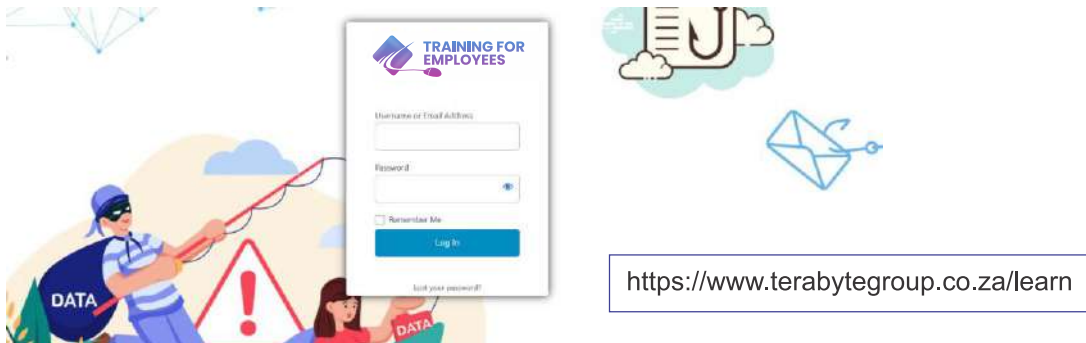 TRAINING FOR
EMPLOYEES
Username or Email Address
Password
Remember Me
Log In
Lost your password?
DATA
DATA
https://www.terabytegroup.co.za/learn